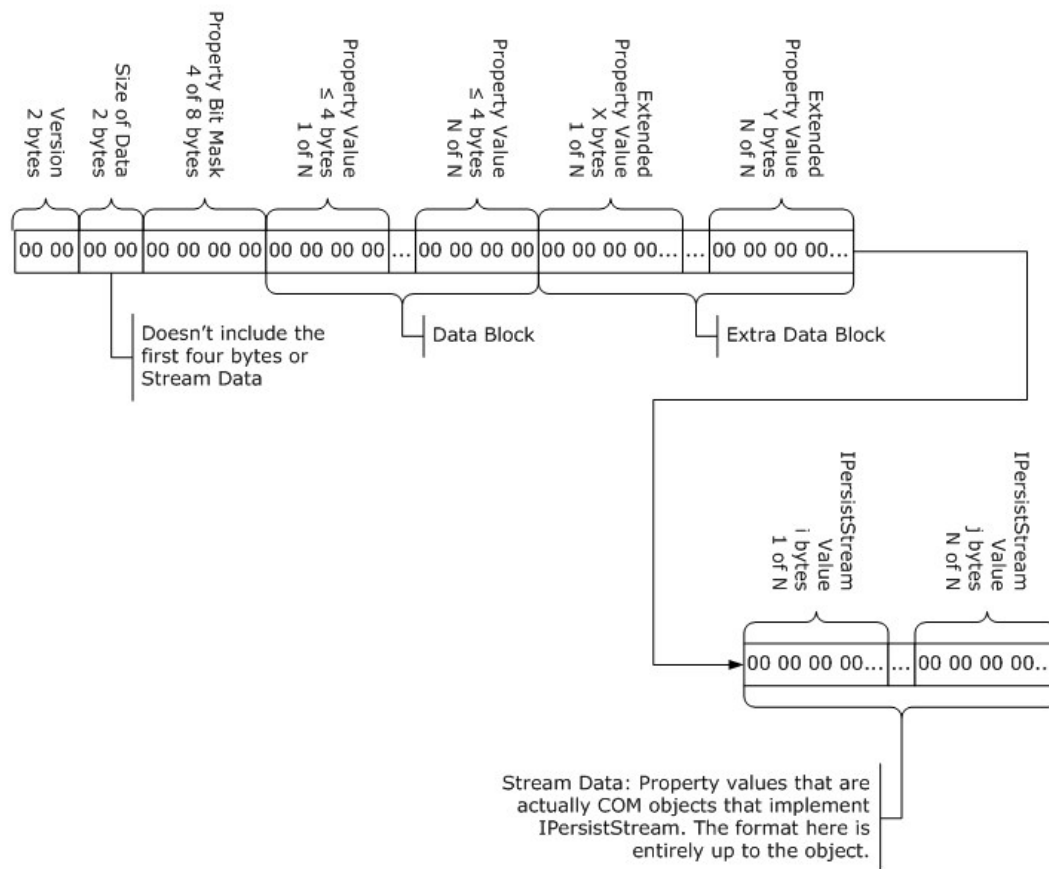 Version
2 bytes
Size of Data
2 bytes
Property Bit Mask
4 of 8 bytes
Property Value
≤ 4 bytes
1 of N
Property Value
≤ 4 bytes
N of N
Extended
Property Value
X bytes
1 of N
Extended
Property Value
Y bytes
N of N
00 00 00 00 00 00 00 00 00 00 00 00 ... 00 00 00 00 00 00 00 00... ... 00 00 00 00...
Doesn’t include the
first four bytes or
Stream Data
Data Block
Extra Data Block
IPersistStream
Value
i bytes
1 of N
IPersistStream
Value
j bytes
N of N
00 00 00 00... ... 00 00 00 00..
Stream Data: Property values that are
actually COM objects that implement
IPersistStream. The format here is
entirely up to the object.